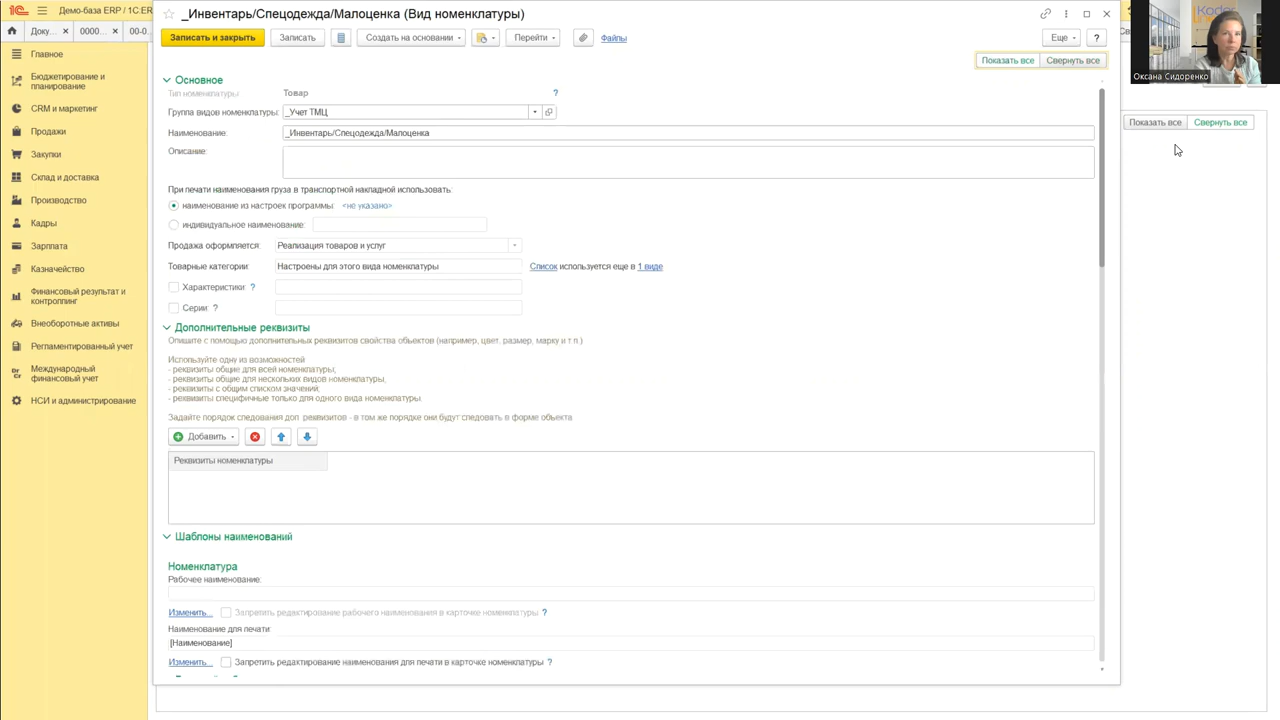 Демо-база ERP / 1С:ER
_Инвентарь/Спецодежда/Малоценка (Вид номенклатуры)
Доку...
0000...
00-0...
Записать и закрыть
Записать
Создать на основании
Перейти
Файлы
Еще
?
Показать все
Свернуть все
Оксана Сидоренко
Показать все
Свернуть все
Главное
Бюджетирование и
планирование
CRM и маркетинг
Продажи
Закупки
Склад и доставка
Производство
Кадры
Зарплата
Казначейство
Финансовый результат и
контроллинг
Внеоборотные активы
Регламентированный учет
Международный
финансовый учет
НСИ и администрирование
Основное
Тип номенклатуры:
Товар
?
Группа видов номенклатуры:
_Учет ТМЦ
Наименование:
_Инвентарь/Спецодежда/Малоценка
Описание:
При печати наименования груза в транспортной накладной использовать:
наименование из настроек программы:
<не указано>
индивидуальное наименование:
Продажа оформляется:
Реализация товаров и услуг
Товарные категории:
Настроены для этого вида номенклатуры
Список используется еще в 1 виде
Характеристики ?
Серии: ?
Дополнительные реквизиты
Опишите с помощью дополнительных реквизитов свойства объектов (например, цвет, размер, марку и т.п.)
Используйте одну из возможностей
- реквизиты общие для всей номенклатуры;
- реквизиты общие для нескольких видов номенклатуры;
- реквизиты с общим списком значений;
- реквизиты специфичные только для одного вида номенклатуры.
Задайте порядок следования доп. реквизитов - в том же порядке они будут следовать в форме объекта
Добавить
Реквизиты номенклатуры
Шаблоны наименований
Номенклатура
Рабочее наименование:
Изменить...
Запретить редактирование рабочего наименования в карточке номенклатуры ?
Наименование для печати:
[Наименование]
Изменить...
Запретить редактирование наименования для печати в карточке номенклатуры ?